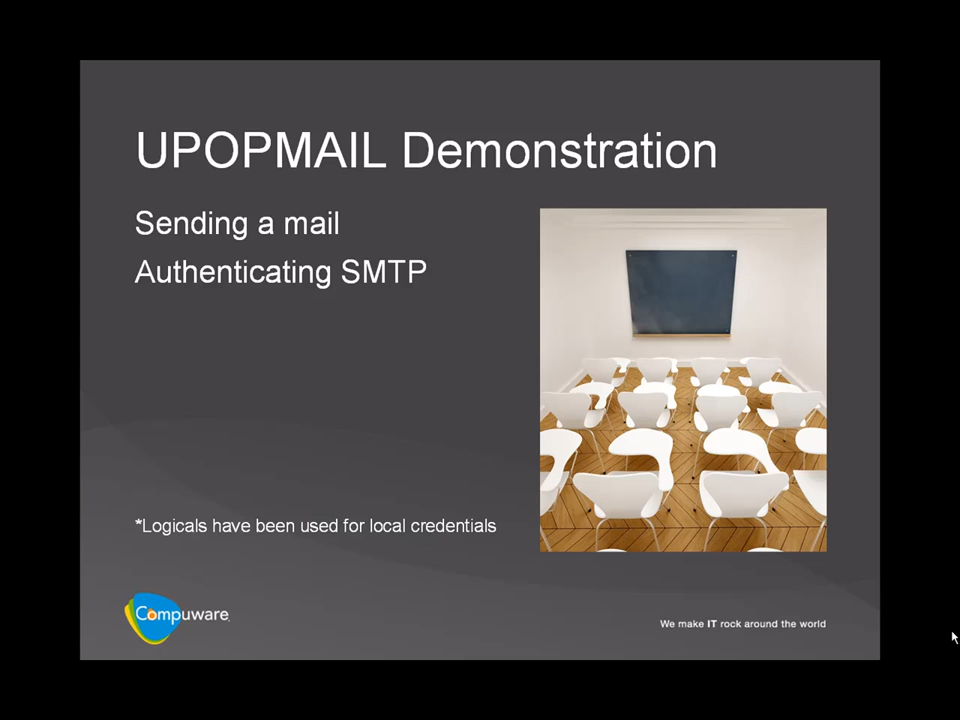 UPOPMAIL Demonstration
Sending a mail
Authenticating SMTP
*Logicals have been used for local credentials
Compuware.
We make IT rock around the world